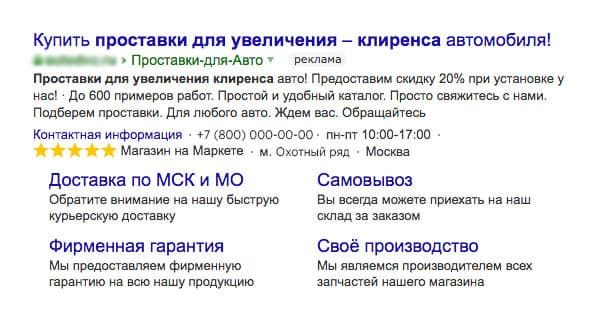 Купить проставки для увеличения – клиренса автомобиля!
Проставки-для-Авто реклама
Проставки для увеличения клиренса авто! Предоставим скидку 20% при установке у
нас! · До 600 примеров работ. Простой и удобный каталог. Просто свяжитесь с нами.
Подберем проставки. Для любого авто. Ждем вас. Обращайтесь
Контактная информация · +7 (800) 000-00-00 · пн-пт 10:00-17:00 ·
Магазин на Маркете · м. Охотный ряд · Москва
Доставка по МСК и МО
Обратите внимание на нашу быструю
курьерскую доставку
Самовывоз
Вы всегда можете приехать на наш
склад за заказом
Фирменная гарантия
Мы предоставляем фирменную
гарантию на всю нашу продукцию
Своё производство
Мы являемся производителем всех
запчастей нашего магазина